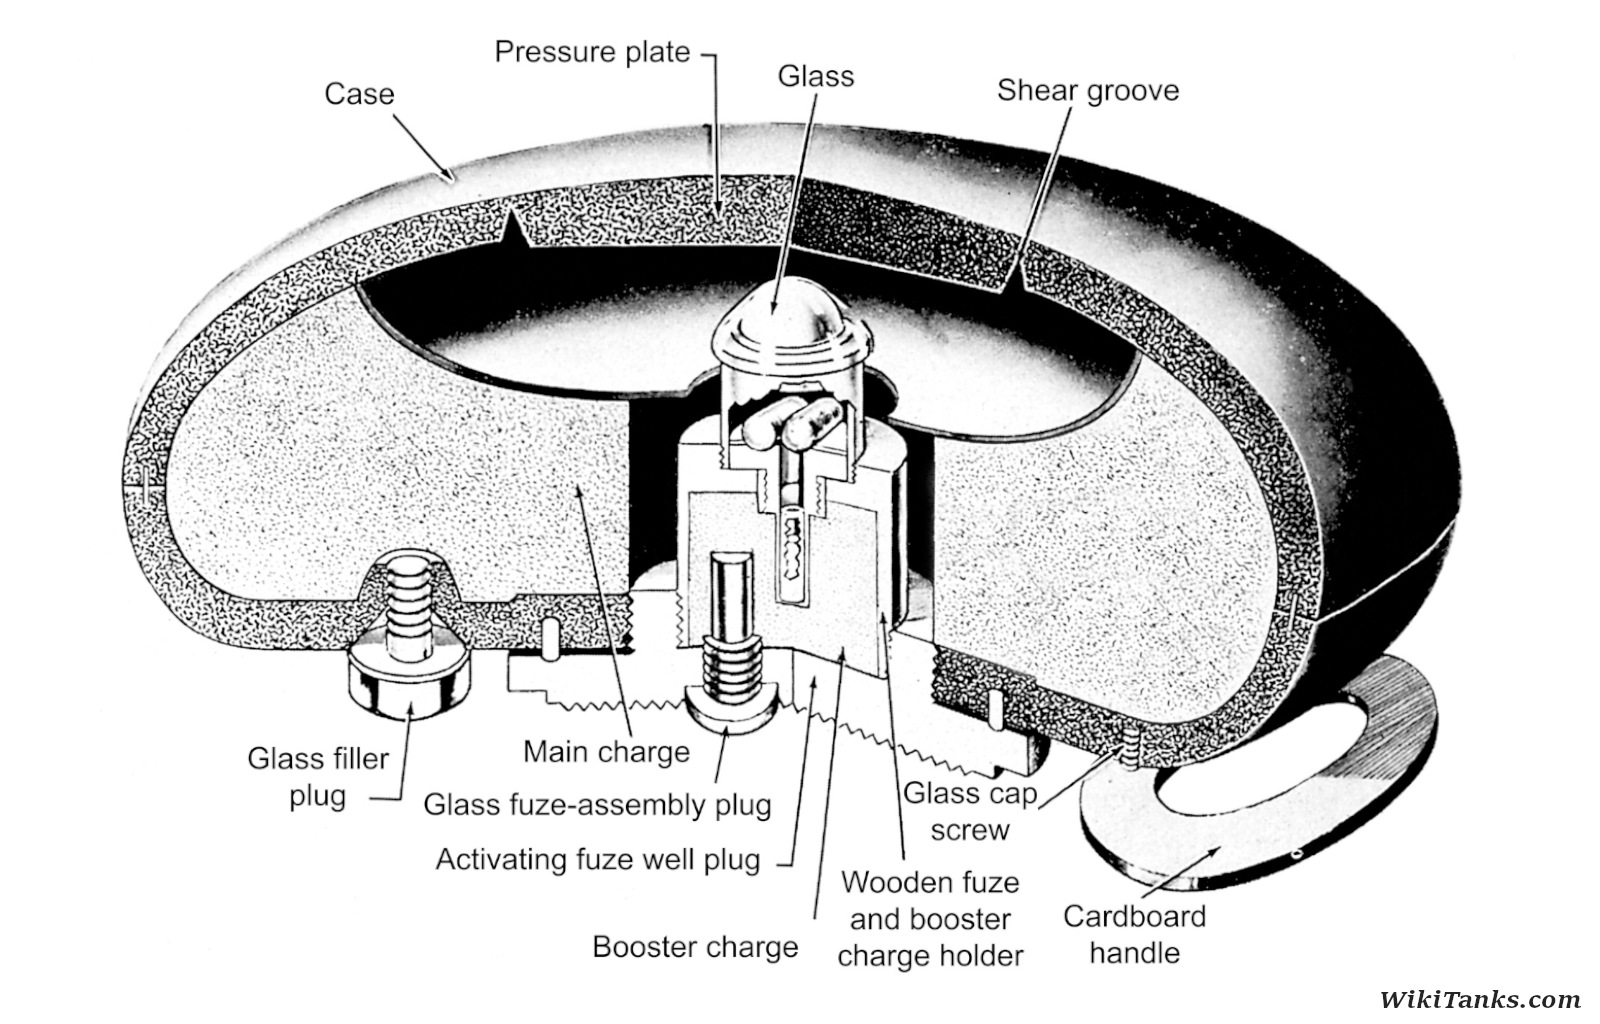 Pressure plate
Glass
Shear groove
Case
Glass filler
plug
Main charge
Glass fuze-assembly plug
Activating fuze well plug
Booster charge
Wooden fuze
and booster
charge holder
Glass cap
screw
Cardboard
handle
WikiTanks.com